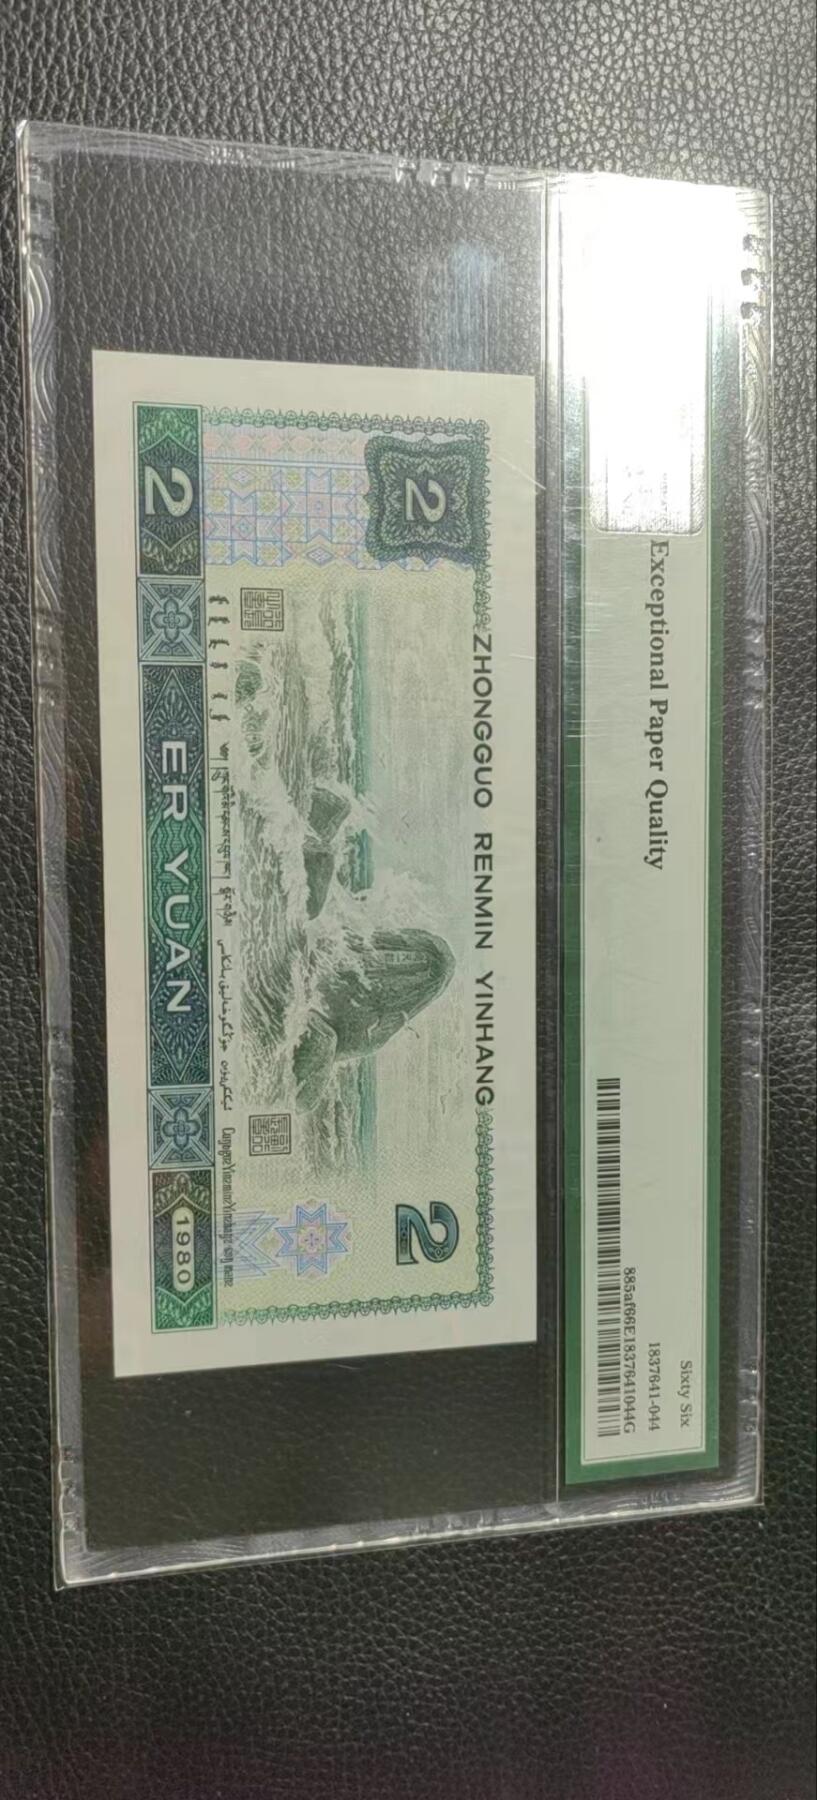 Exceptional Paper Quality
Sixty Six
1837641-044
885af66E1837641044G
ZHONGGUO RENMIN YINHANG
2
2
2
ER YUAN
1980